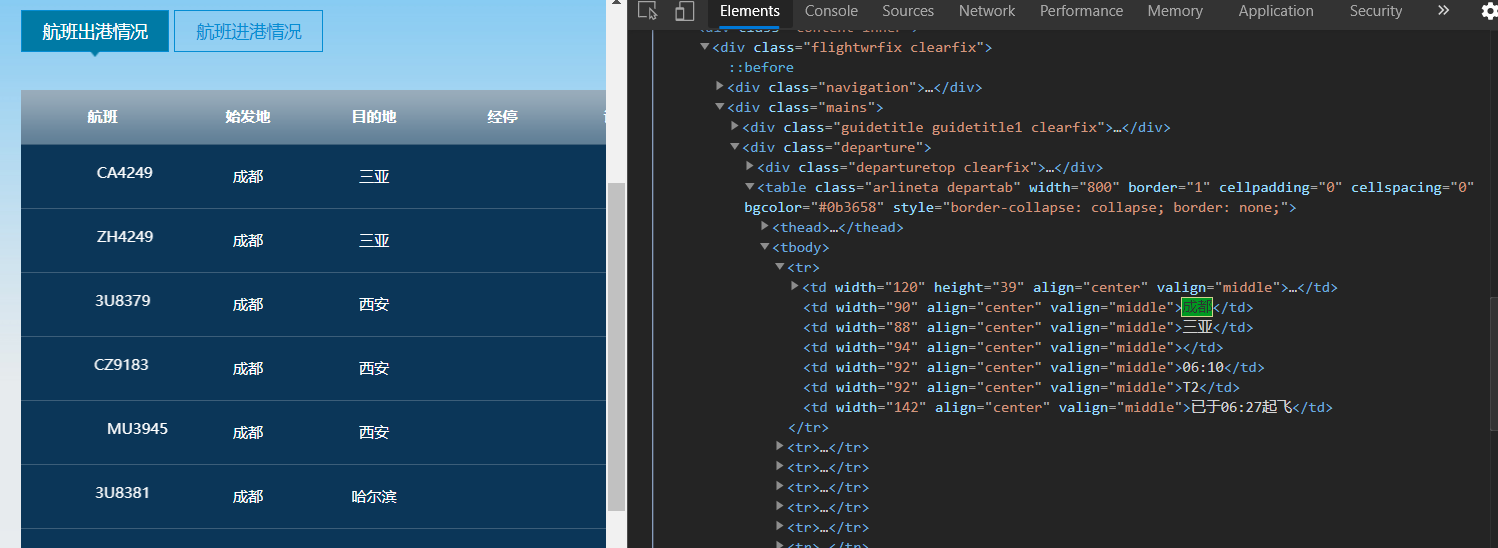 航班出港情况 航班进港情况
航班 始发地 目的地 经停
CA4249 成都 三亚
ZH4249 成都 三亚
3U8379 成都 西安
CZ9183 成都 西安
MU3945 成都 西安
3U8381 成都 哈尔滨
Elements Console Sources Network Performance Memory Application Security »
<div class="flightwrfix clearfix">
::before
<div class="navigation">…</div>
<div class="mains">
<div class="guidetitle guidetitle1 clearfix">…</div>
<div class="departure">
<div class="departuretop clearfix">…</div>
<table class="arlineta departab" width="800" border="1" cellpadding="0" cellspacing="0"
bgcolor="#0b3658" style="border-collapse: collapse; border: none;">
<thead>…</thead>
<tbody>
<tr>
<td width="120" height="39" align="center" valign="middle">…</td>
<td width="90" align="center" valign="middle">成都</td>
<td width="88" align="center" valign="middle">三亚</td>
<td width="94" align="center" valign="middle"></td>
<td width="92" align="center" valign="middle">06:10</td>
<td width="92" align="center" valign="middle">T2</td>
<td width="142" align="center" valign="middle">已于06:27起飞</td>
</tr>
<tr>…</tr>
<tr>…</tr>
<tr>…</tr>
<tr>…</tr>
<tr>…</tr>
<tr>…</tr>